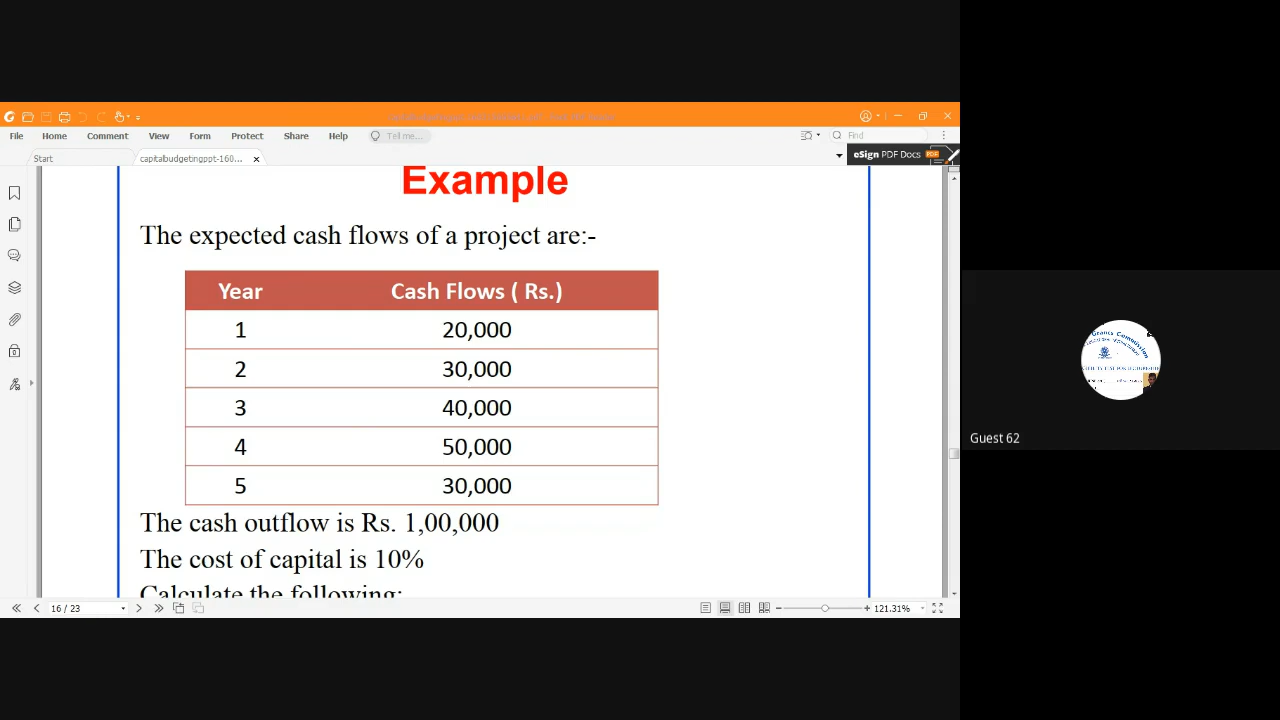 File Home Comment View Form Protect Share Help Tell me... Find
Start capitalbudgetingppt-160... eSign PDF Docs
Example
The expected cash flows of a project are:-
Year Cash Flows ( Rs.)
1 20,000
2 30,000
3 40,000
4 50,000
5 30,000
The cash outflow is Rs. 1,00,000
The cost of capital is 10%
Calculate the following:
16 / 23 121.31%
Grants Commission
Guest 62